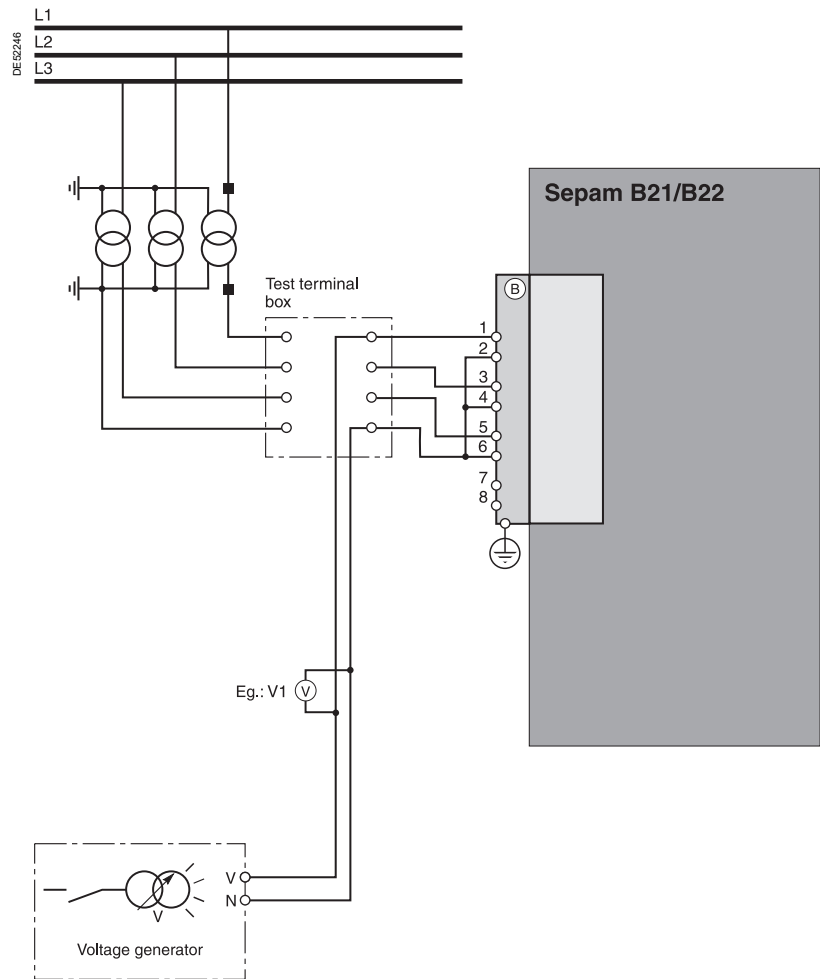 DE52246
L1
L2
L3
Sepam B21/B22
Test terminal
box
B
1
2
3
4
5
6
7
8
Eg.: V1
V
V
N
V
Voltage generator